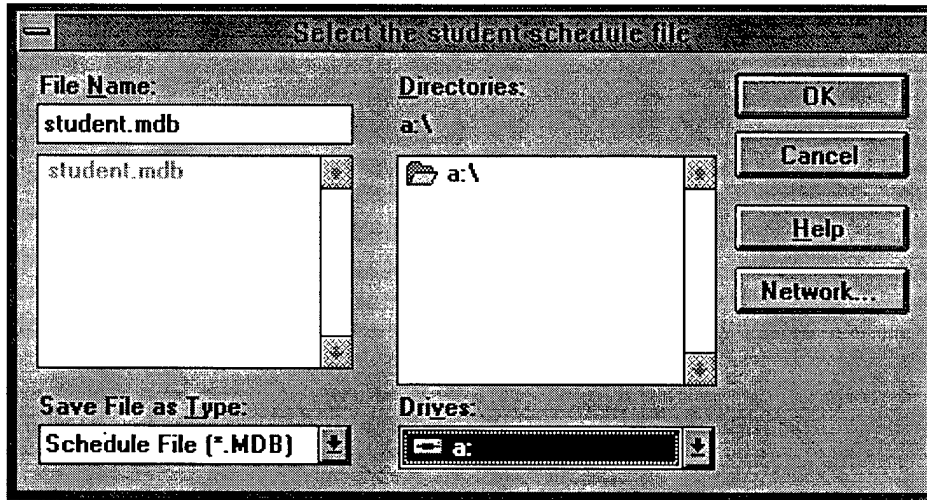 Select the student schedule file
File Name:
student.mdb
student.mdb
Save File as Type:
Schedule File (*.MDB)
Directories:
a:\
a:\
Drives:
a:
OK
Cancel
Help
Network...